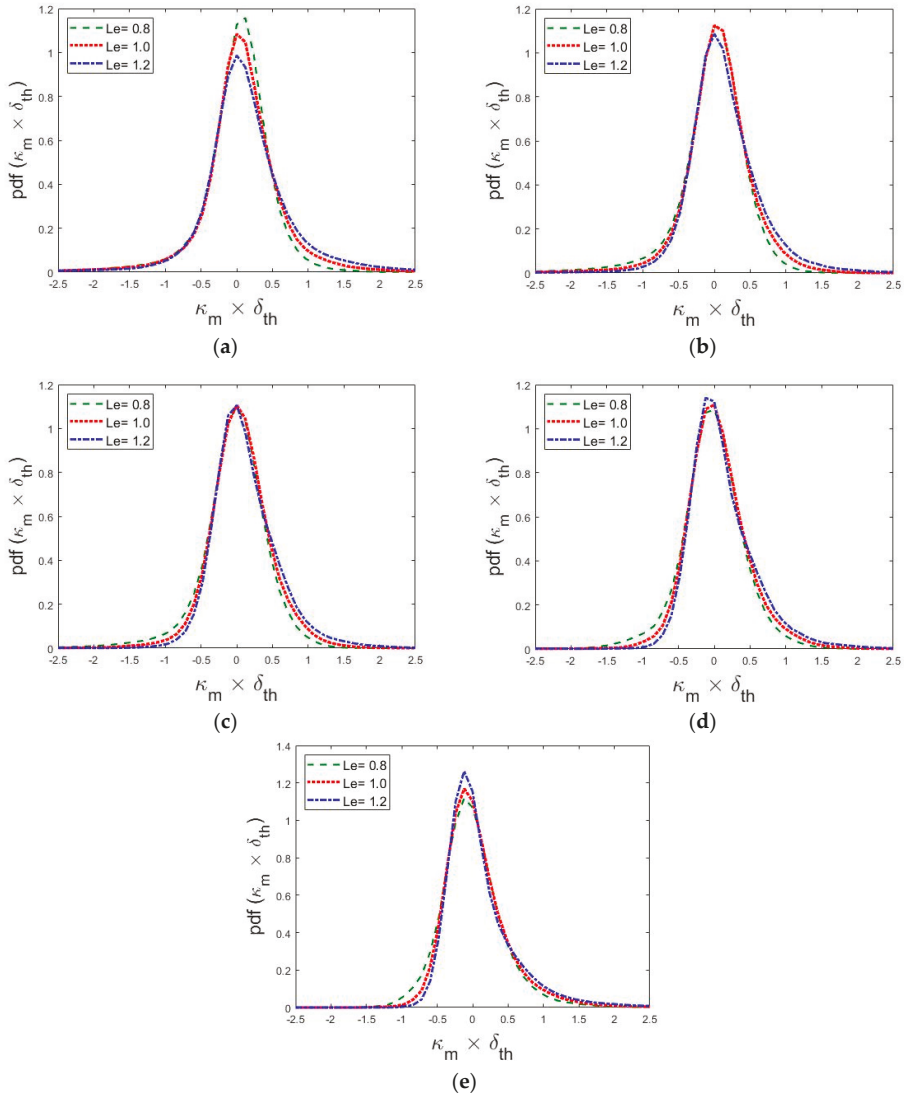 1.2
1
0.8
0.6
0.4
0.2
0
pdf (κm × δth)
Le= 0.8
Le= 1.0
Le= 1.2
-2.5 -2 -1.5 -1 -0.5 0 0.5 1 1.5 2 2.5
κm × δth
(a)
1.2
1
0.8
0.6
0.4
0.2
0
pdf (κm × δth)
Le= 0.8
Le= 1.0
Le= 1.2
-2.5 -2 -1.5 -1 -0.5 0 0.5 1 1.5 2 2.5
κm × δth
(b)
1.2
1
0.8
0.6
0.4
0.2
0
pdf (κm × δth)
Le= 0.8
Le= 1.0
Le= 1.2
-2.5 -2 -1.5 -1 -0.5 0 0.5 1 1.5 2 2.5
κm × δth
(c)
1.2
1
0.8
0.6
0.4
0.2
0
pdf (κm × δth)
Le= 0.8
Le= 1.0
Le= 1.2
-2.5 -2 -1.5 -1 -0.5 0 0.5 1 1.5 2 2.5
κm × δth
(d)
1.4
1.2
1
0.8
0.6
0.4
0.2
0
pdf (κm × δth)
Le= 0.8
Le= 1.0
Le= 1.2
-2.5 -2 -1.5 -1 -0.5 0 0.5 1 1.5 2 2.5
κm × δth
(e)